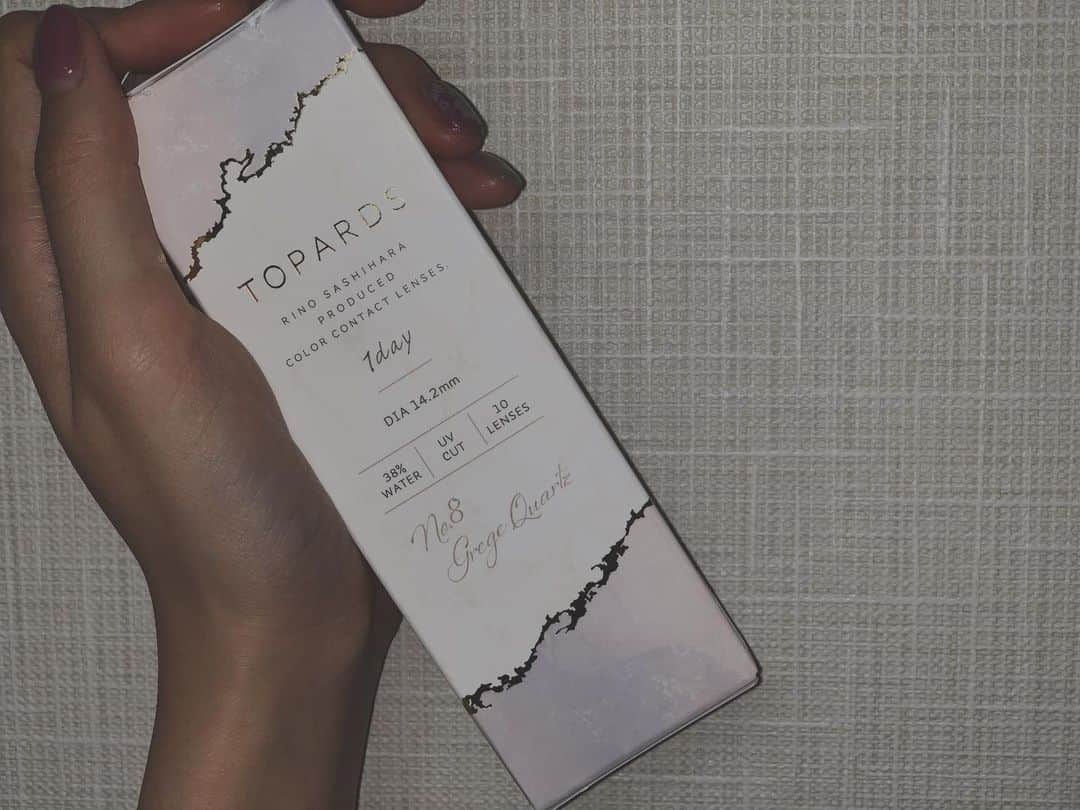 TOPARDS
RINO SASHIHARA
PRODUCED
COLOR CONTACT LENSES.
1day
DIA 14.2mm
38%
WATER
UV
CUT
10
LENSES
No.8
Grege Quartz